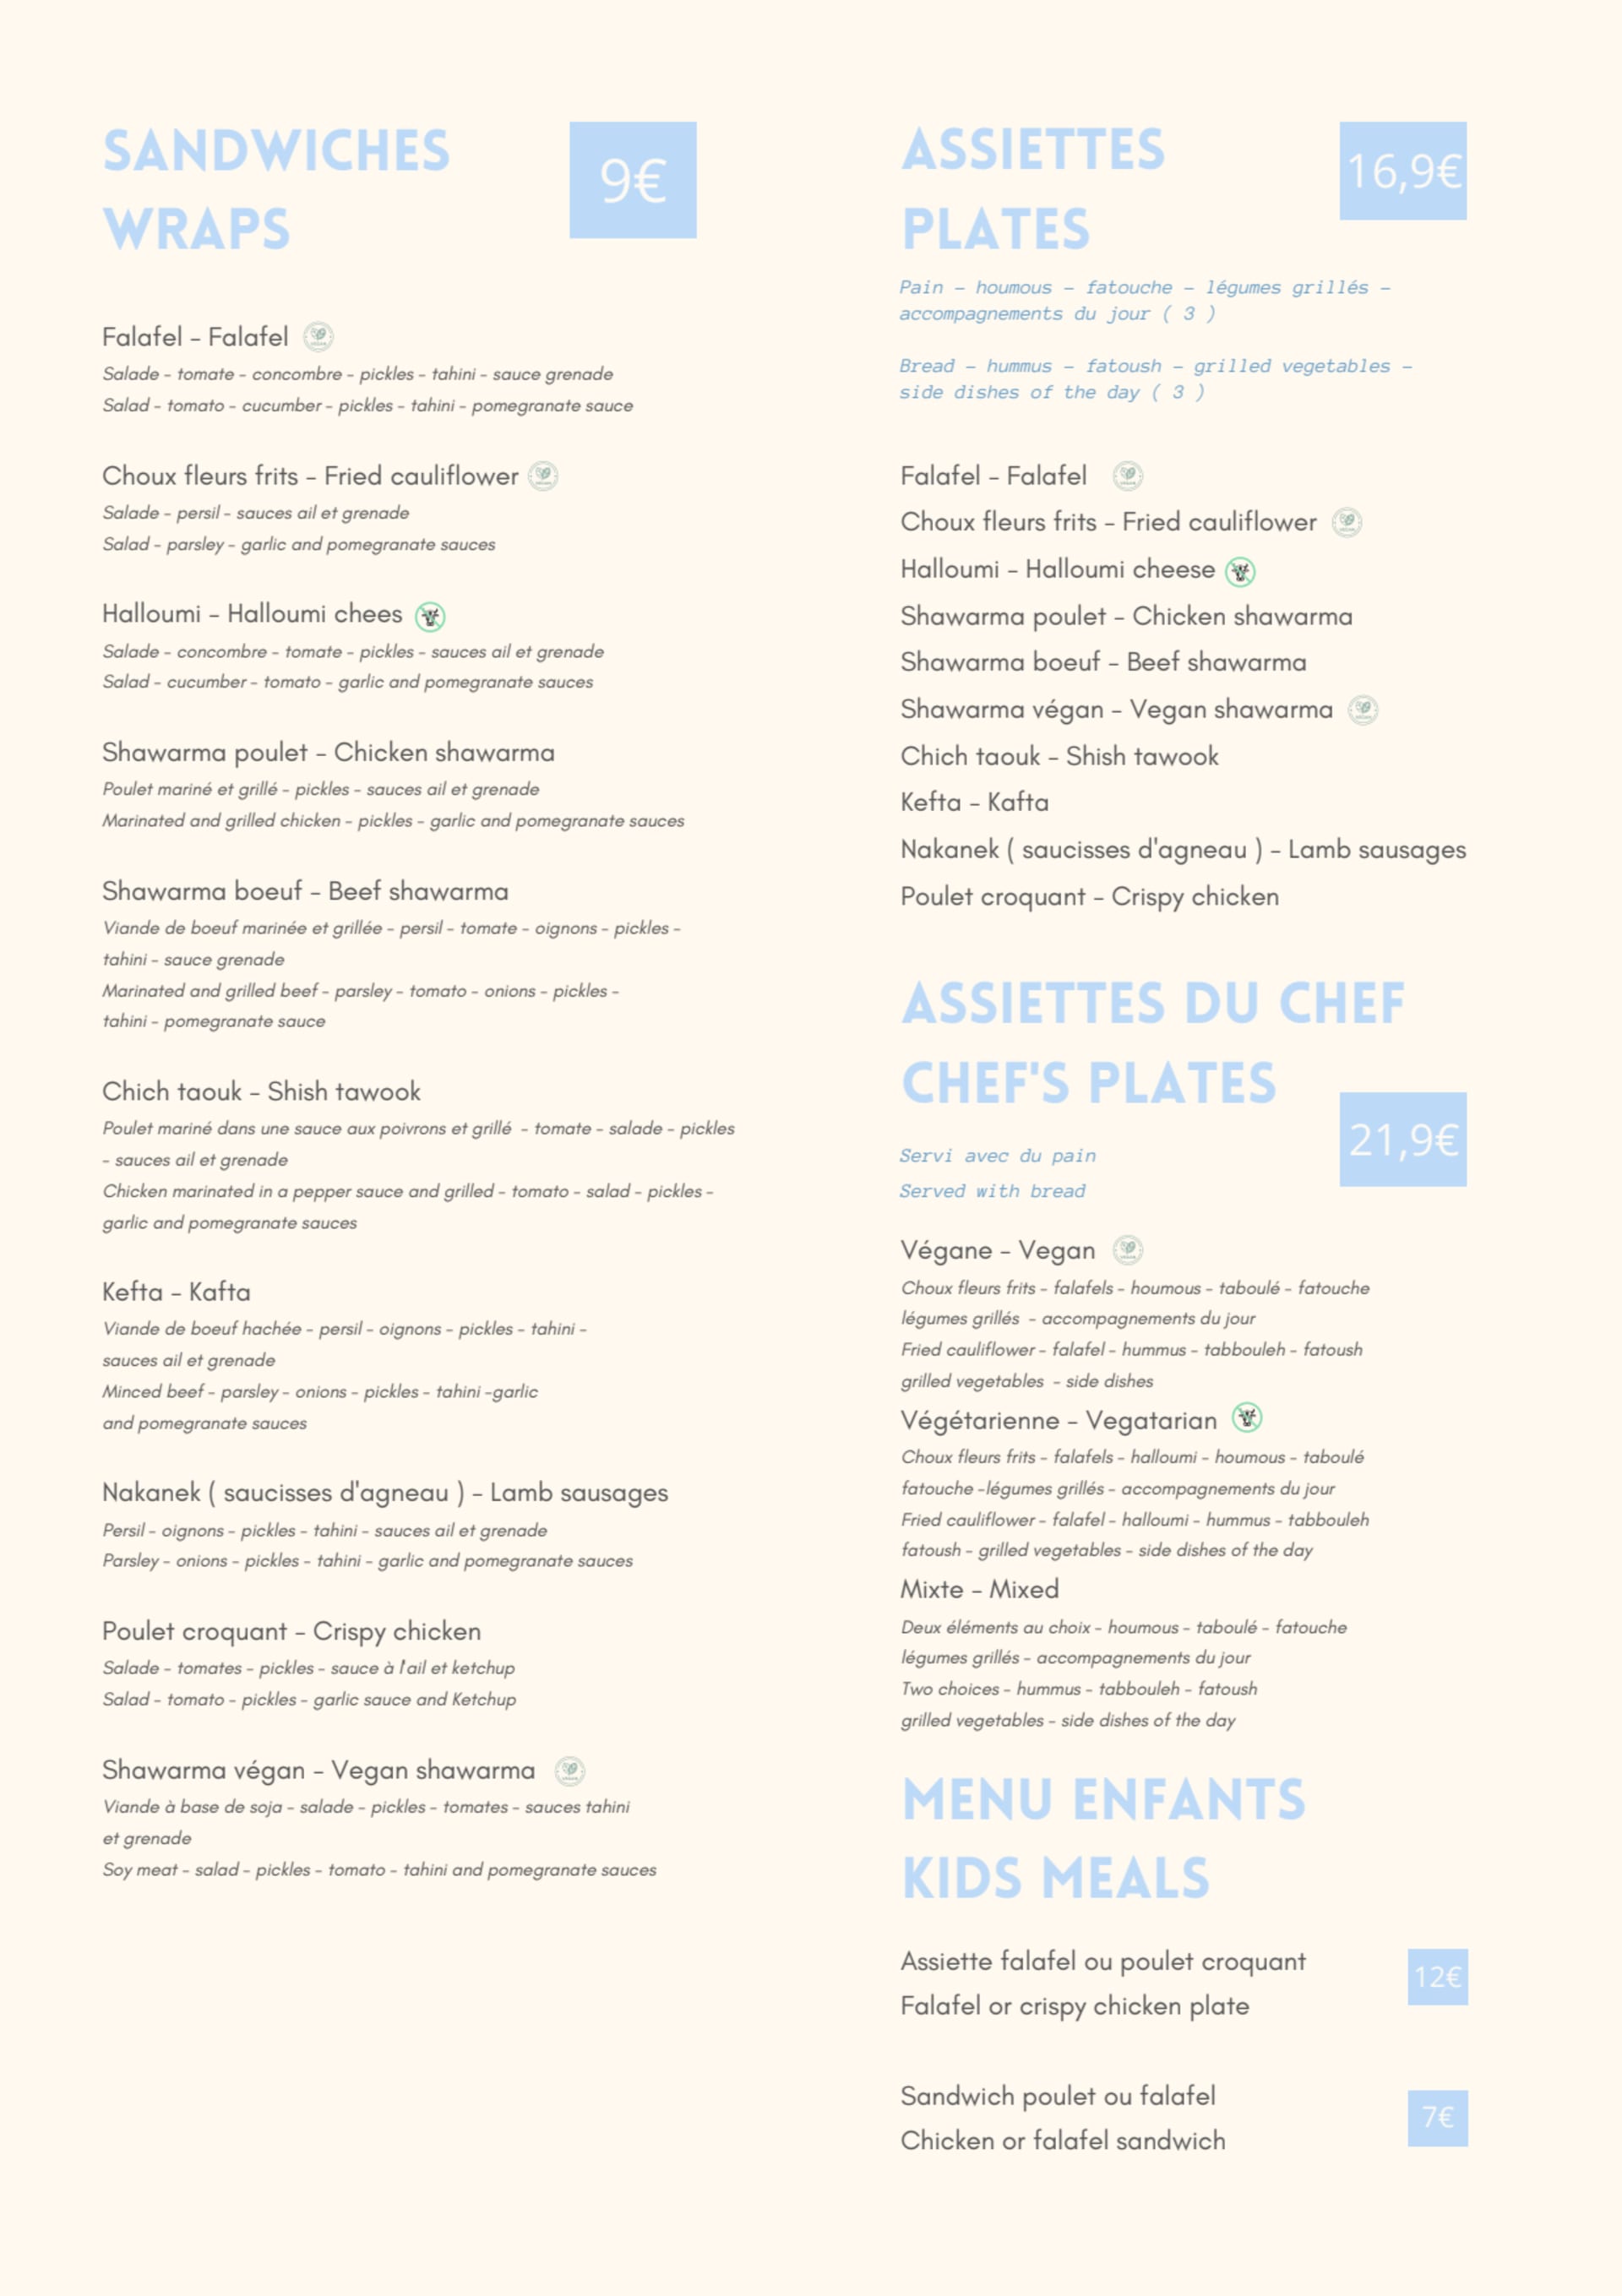 SANDWICHES
WRAPS
9€
Falafel - Falafel
Salade - tomate - concombre - pickles - tahini - sauce grenade
Salad - tomato - cucumber - pickles - tahini - pomegranate sauce
Choux fleurs frits - Fried cauliflower
Salade - persil - sauces ail et grenade
Salad - parsley - garlic and pomegranate sauces
Halloumi - Halloumi chees
Salade - concombre - tomate - pickles - sauces ail et grenade
Salad - cucumber - tomato - garlic and pomegranate sauces
Shawarma poulet - Chicken shawarma
Poulet mariné et grillé - pickles - sauces ail et grenade
Marinated and grilled chicken - pickles - garlic and pomegranate sauces
Shawarma boeuf - Beef shawarma
Viande de boeuf marinée et grillée - persil - tomate - oignons - pickles -
tahini - sauce grenade
Marinated and grilled beef - parsley - tomato - onions - pickles -
tahini - pomegranate sauce
Chich taouk - Shish tawook
Poulet mariné dans une sauce aux poivrons et grillé - tomate - salade - pickles
- sauces ail et grenade
Chicken marinated in a pepper sauce and grilled - tomato - salad - pickles -
garlic and pomegranate sauces
Kefta - Kafta
Viande de boeuf hachée - persil - oignons - pickles - tahini -
sauces ail et grenade
Minced beef - parsley - onions - pickles - tahini -garlic
and pomegranate sauces
Nakanek ( saucisses d'agneau ) - Lamb sausages
Persil - oignons - pickles - tahini - sauces ail et grenade
Parsley - onions - pickles - tahini - garlic and pomegranate sauces
Poulet croquant - Crispy chicken
Salade - tomates - pickles - sauce à l'ail et ketchup
Salad - tomato - pickles - garlic sauce and Ketchup
Shawarma végan - Vegan shawarma
Viande à base de soja - salade - pickles - tomates - sauces tahini
et grenade
Soy meat - salad - pickles - tomato - tahini and pomegranate sauces
ASSIETTES
PLATES
16,9€
Pain - houmous - fatouche - légumes grillés -
accompagnements du jour ( 3 )
Bread - hummus - fatoush - grilled vegetables -
side dishes of the day ( 3 )
Falafel - Falafel
Choux fleurs frits - Fried cauliflower
Halloumi - Halloumi cheese
Shawarma poulet - Chicken shawarma
Shawarma boeuf - Beef shawarma
Shawarma végan - Vegan shawarma
Chich taouk - Shish tawook
Kefta - Kafta
Nakanek ( saucisses d'agneau ) - Lamb sausages
Poulet croquant - Crispy chicken
ASSIETTES DU CHEF
CHEF'S PLATES
21,9€
Servi avec du pain
Served with bread
Végane - Vegan
Choux fleurs frits - falafels - houmous - taboulé - fatouche
légumes grillés - accompagnements du jour
Fried cauliflower - falafel - hummus - tabbouleh - fatoush
grilled vegetables - side dishes
Végétarienne - Vegatarian
Choux fleurs frits - falafels - halloumi - houmous - taboulé
fatouche -légumes grillés - accompagnements du jour
Fried cauliflower - falafel - halloumi - hummus - tabbouleh
fatoush - grilled vegetables - side dishes of the day
Mixte - Mixed
Deux éléments au choix - houmous - taboulé - fatouche
légumes grillés - accompagnements du jour
Two choices - hummus - tabbouleh - fatoush
grilled vegetables - side dishes of the day
MENU ENFANTS
KIDS MEALS
Assiette falafel ou poulet croquant
Falafel or crispy chicken plate
12€
Sandwich poulet ou falafel
Chicken or falafel sandwich
7€